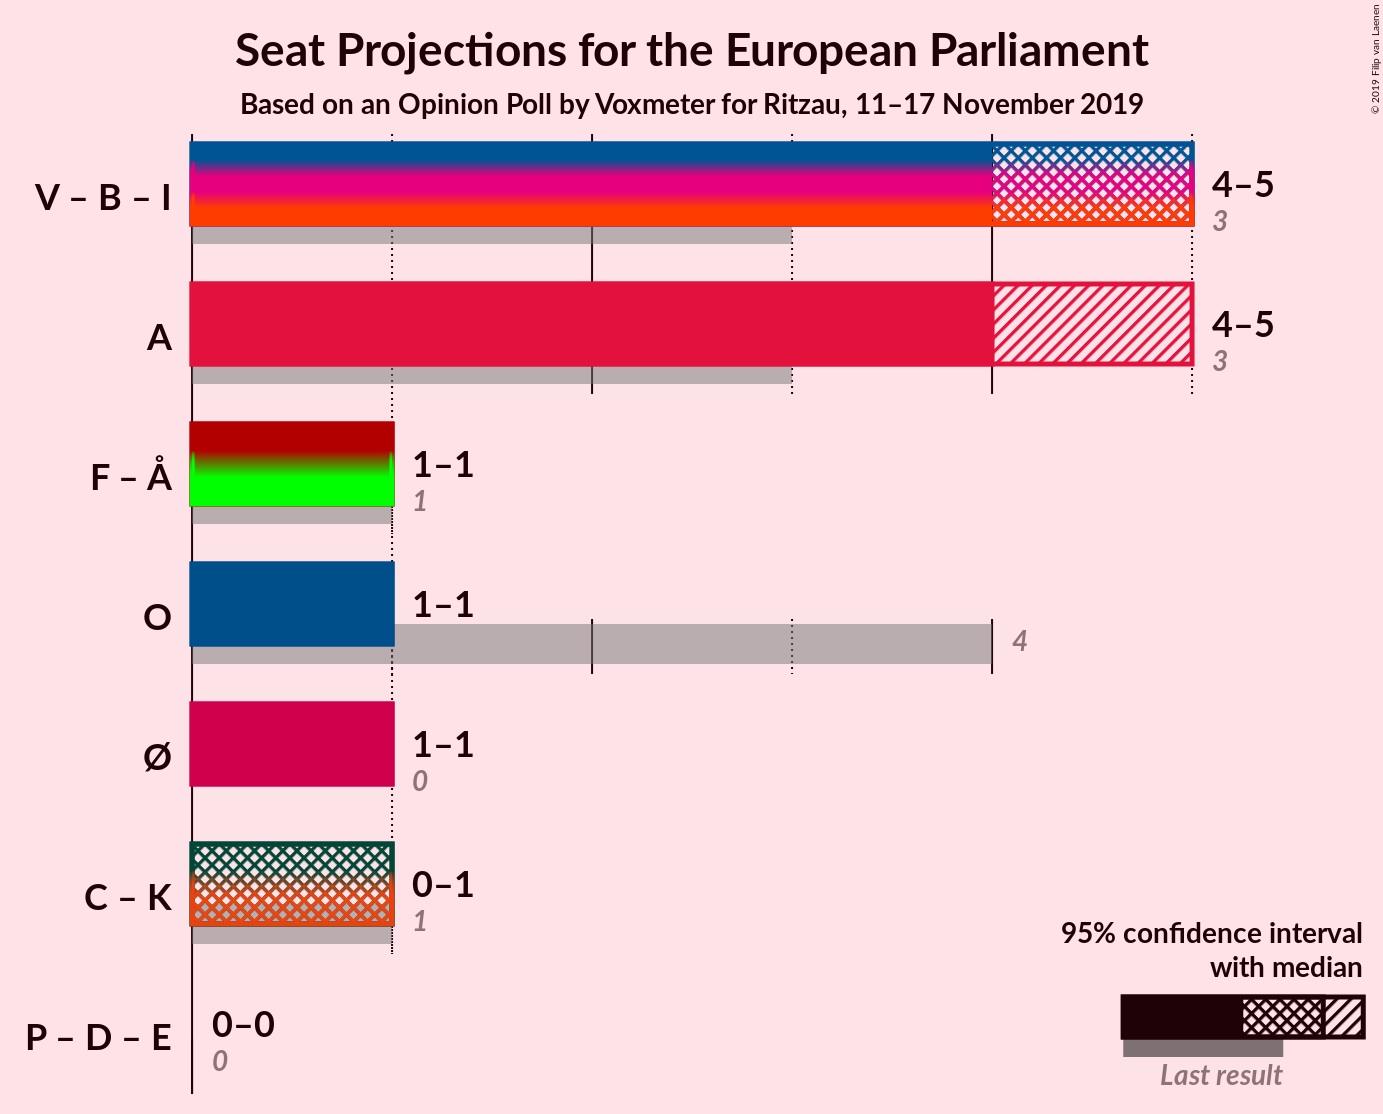 Seat Projections for the European Parliament
Based on an Opinion Poll by Voxmeter for Ritzau, 11–17 November 2019
© 2019 Filip van Laenen
V – B – I
4–5
3
A
4–5
3
F – Å
1–1
1
O
1–1
4
Ø
1–1
0
C – K
0–1
1
P – D – E
0–0
0
95% confidence interval
with median
Last result